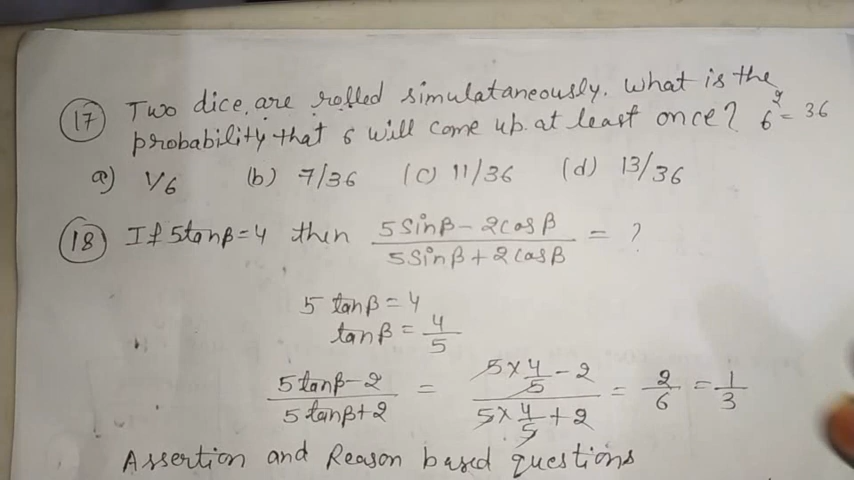 (17) Two dice, are rolled simulataneously. What is the
probability that 6 will come up. at least once? 6² = 36
a) 1/6 (b) 7/36 (c) 11/36 (d) 13/36
(18) If 5tanβ=4 then (5Sinβ - 2cosβ)/(5Sinβ + 2cosβ) = ?
5 tanβ = 4
tanβ = 4/5
(5tanβ - 2)/(5tanβ + 2) = (5×4/5 - 2)/(5×4/5 + 2) = 2/6 = 1/3
Assertion and Reason based questions